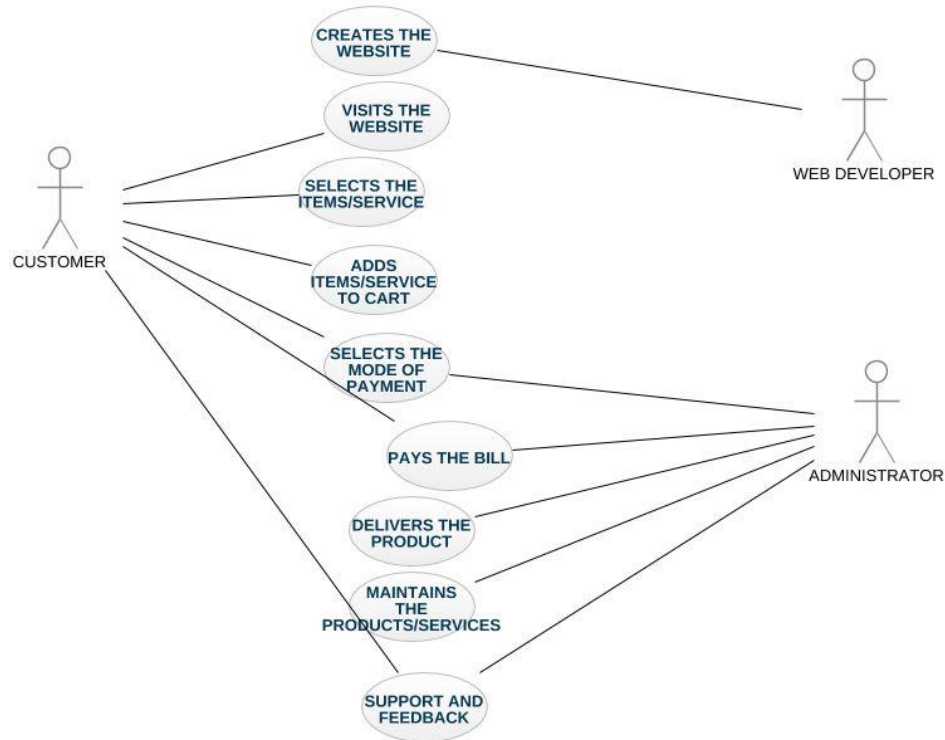 CREATES THE
WEBSITE
VISITS THE
WEBSITE
WEB DEVELOPER
SELECTS THE
ITEMS/SERVICE
CUSTOMER
ADDS
ITEMS/SERVICE
TO CART
SELECTS THE
MODE OF
PAYMENT
PAYS THE BILL
ADMINISTRATOR
DELIVERS THE
PRODUCT
MAINTAINS
THE
PRODUCTS/SERVICES
SUPPORT AND
FEEDBACK